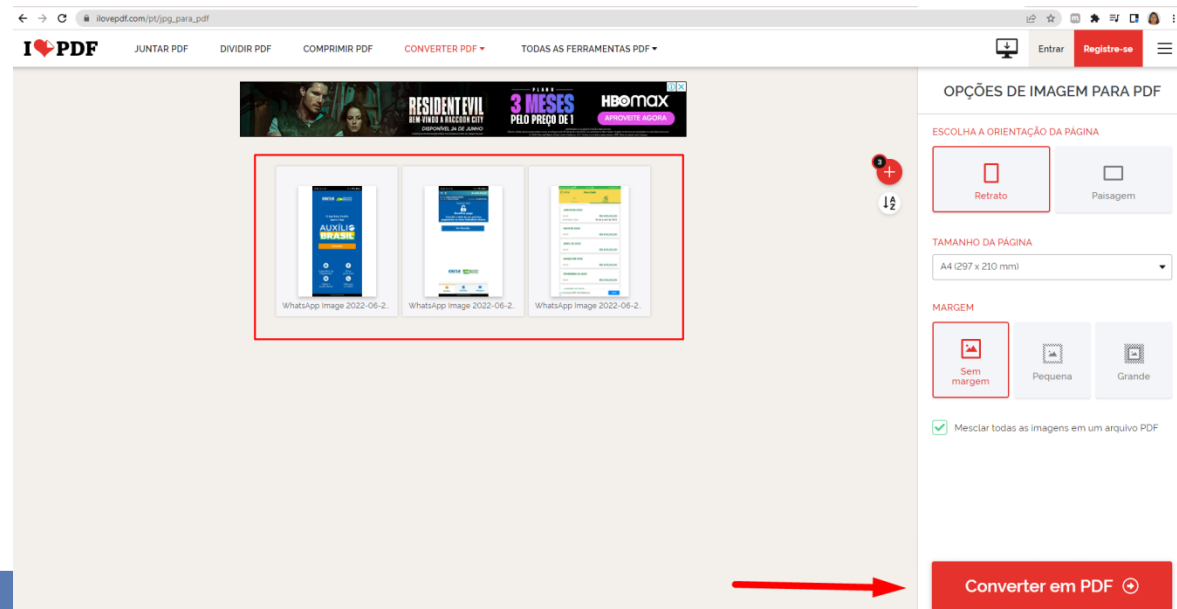 ilovepdf.com/pt/jpg_para_pdf
I PDF
JUNTAR PDF
DIVIDIR PDF
COMPRIMIR PDF
CONVERTER PDF
TODAS AS FERRAMENTAS PDF
Entrar
Registre-se
RESIDENT EVIL
BEM-VINDO A RACCOON CITY
DISPONÍVEL 24 DE JUNHO
PLANO
3 MESES
PELO PREÇO DE 1
HBOMAX
APROVEITE AGORA
AUXÍLIO
BRASIL
WhatsApp Image 2022-06-2...
WhatsApp Image 2022-06-2...
WhatsApp Image 2022-06-2...
3
OPÇÕES DE IMAGEM PARA PDF
ESCOLHA A ORIENTAÇÃO DA PÁGINA
Retrato
Paisagem
TAMANHO DA PÁGINA
A4 (297 x 210 mm)
MARGEM
Sem
margem
Pequena
Grande
Mesclar todas as imagens em um arquivo PDF
Converter em PDF